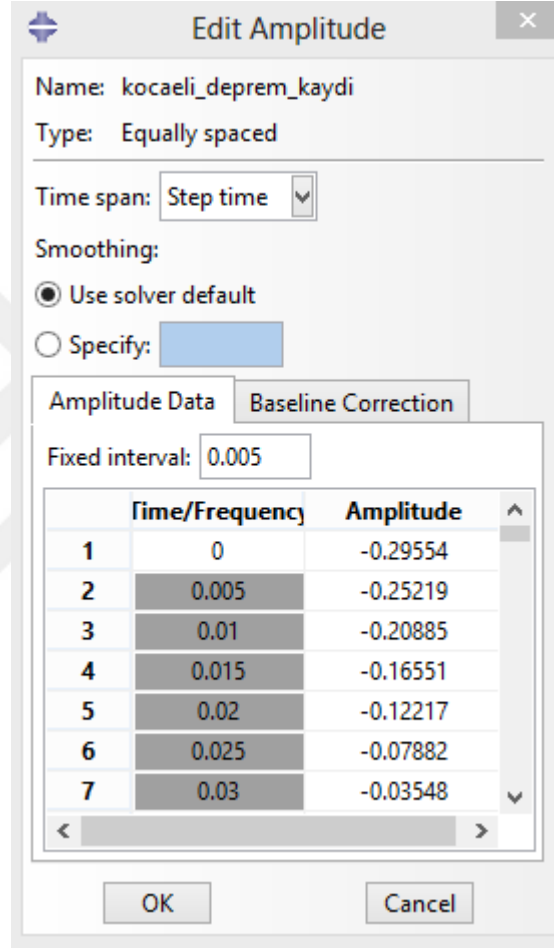 Edit Amplitude
Name: kocaeli_deprem_kaydi
Type: Equally spaced
Time span: Step time
Smoothing:
Use solver default
Specify:
Amplitude Data Baseline Correction
Fixed interval: 0.005
Time/Frequency Amplitude
1 0 -0.29554
2 0.005 -0.25219
3 0.01 -0.20885
4 0.015 -0.16551
5 0.02 -0.12217
6 0.025 -0.07882
7 0.03 -0.03548
OK Cancel